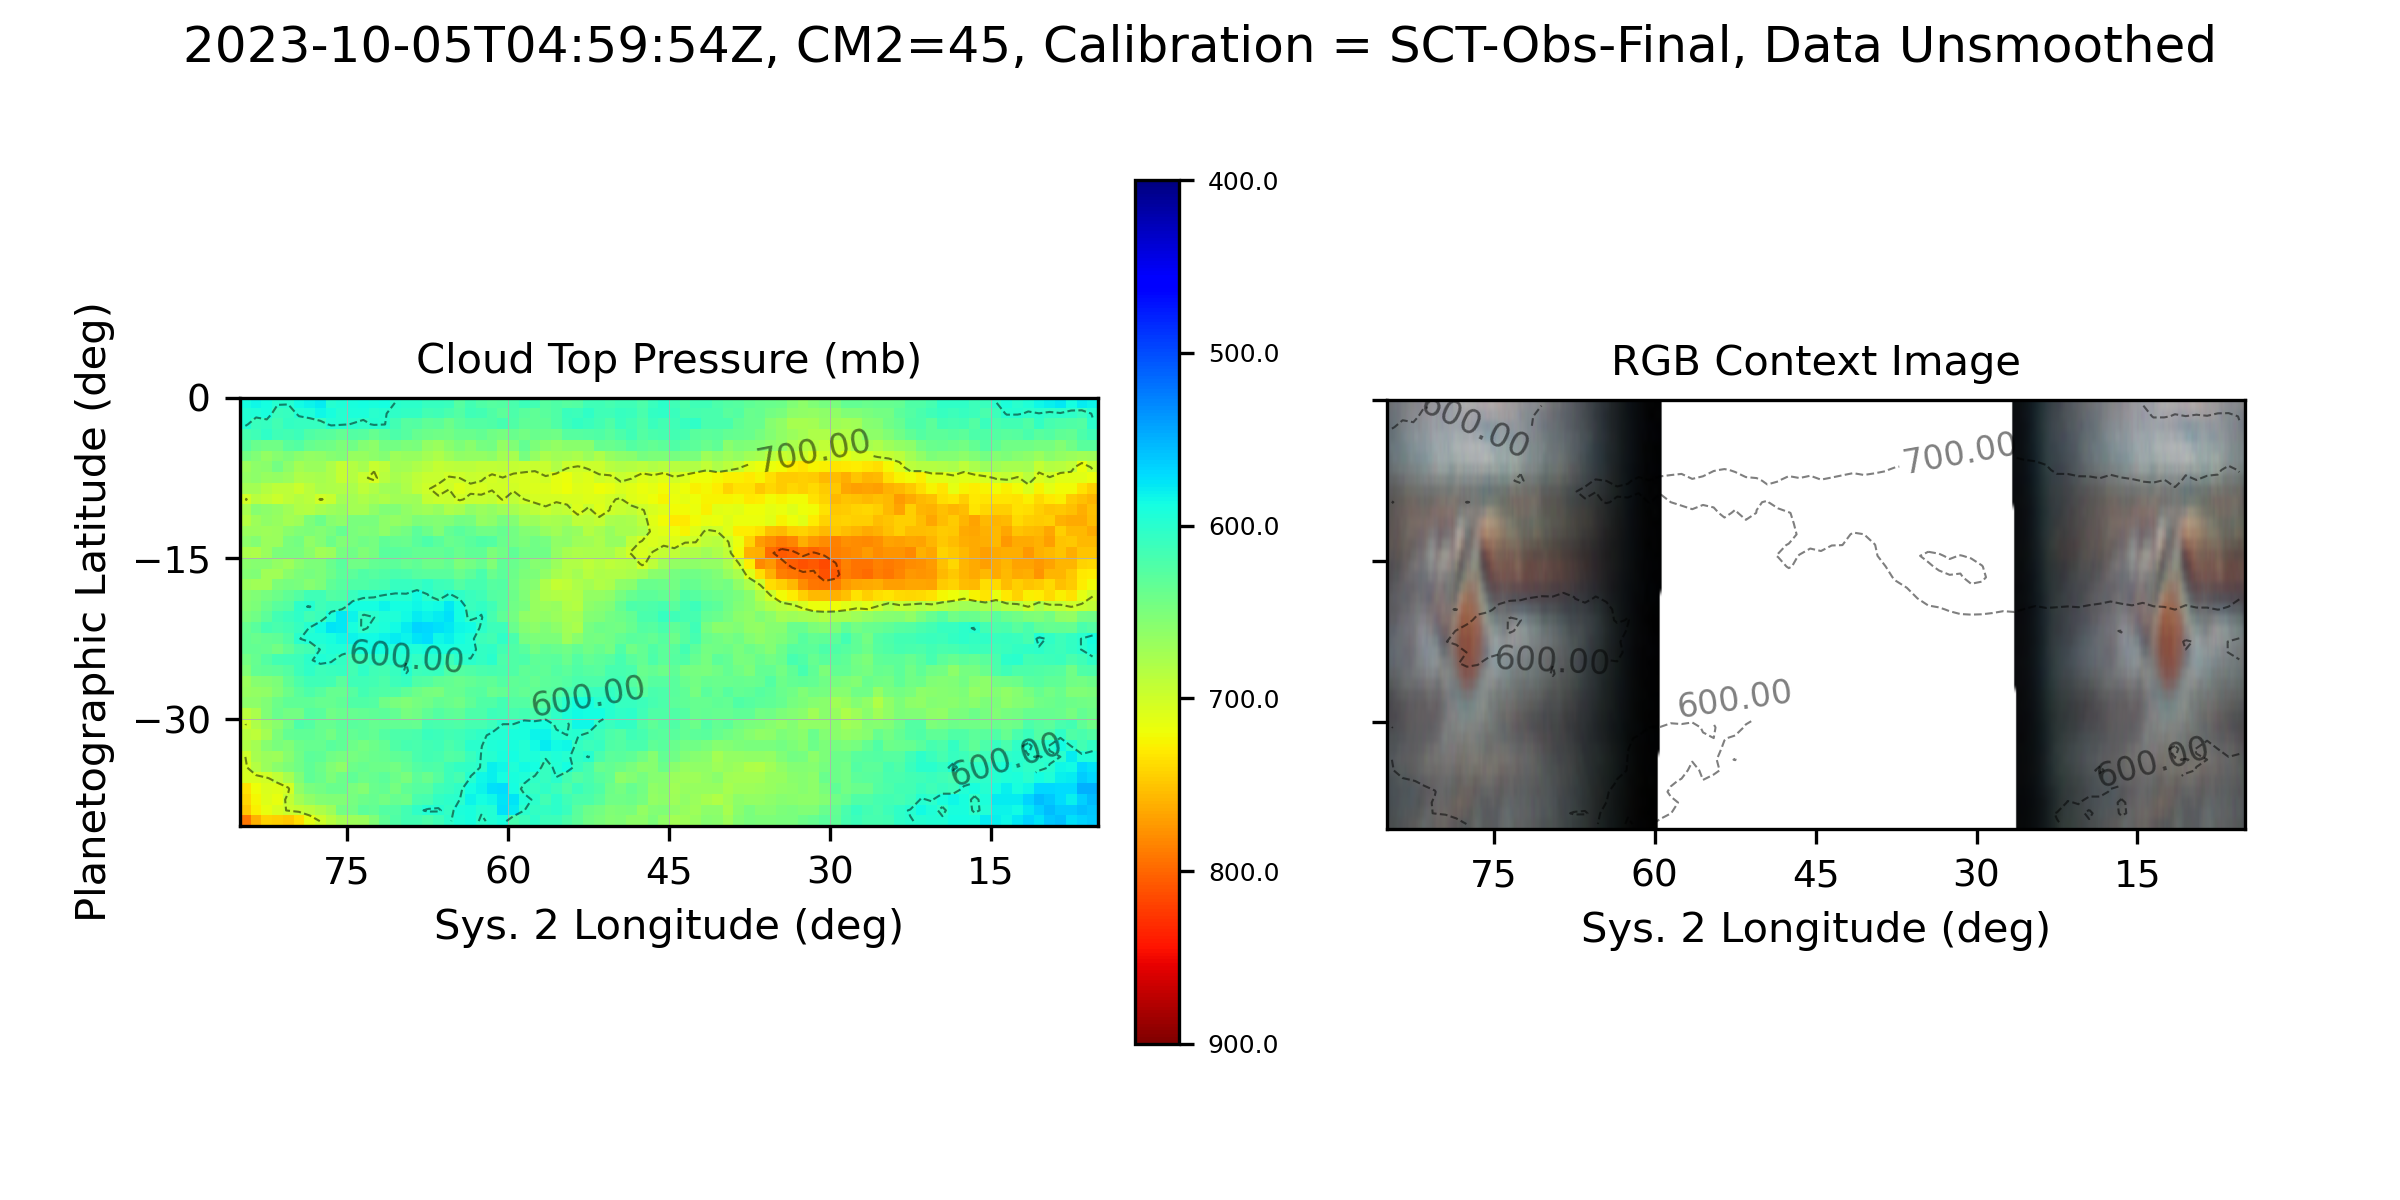 2023-10-05T04:59:54Z, CM2=45, Calibration = SCT-Obs-Final, Data Unsmoothed
Cloud Top Pressure (mb)
Planetographic Latitude (deg)
0
−15
−30
700.00
600.00
600.00
600.00
75 60 45 30 15
Sys. 2 Longitude (deg)
400.0
500.0
600.0
700.0
800.0
900.0
RGB Context Image
600.00
700.00
600.00
600.00
600.00
75 60 45 30 15
Sys. 2 Longitude (deg)